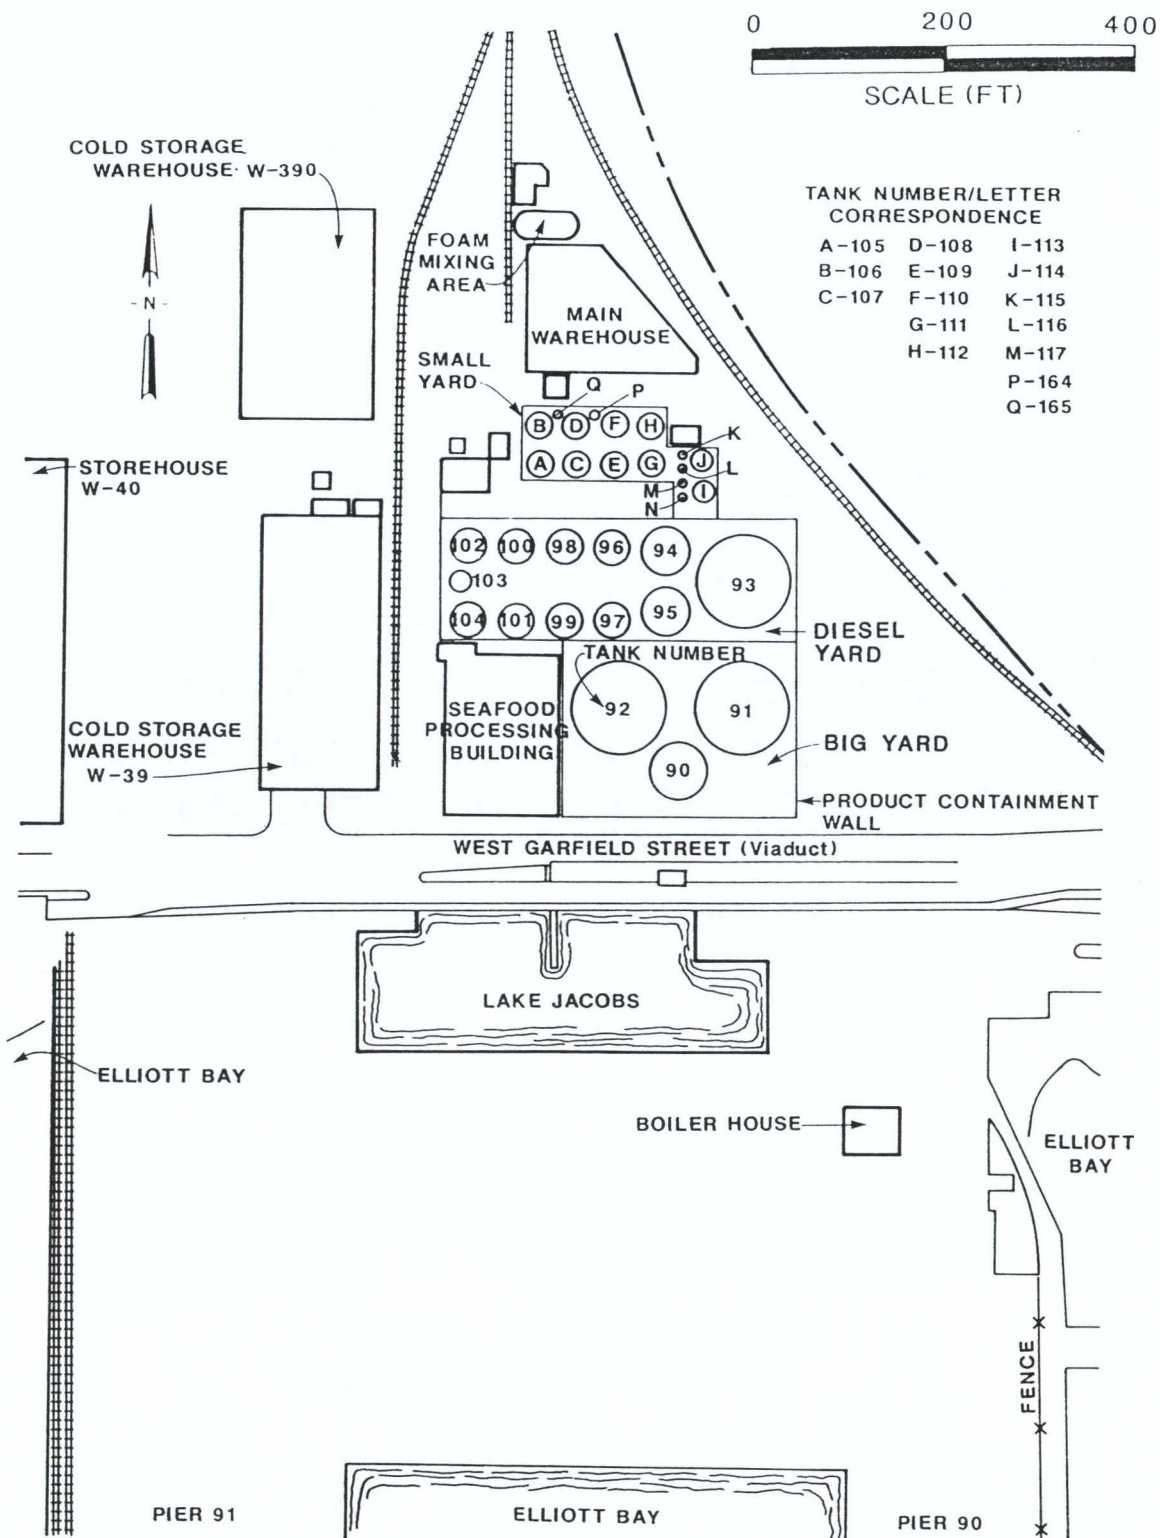 0 200 400
SCALE (FT)
COLD STORAGE
WAREHOUSE W-390
TANK NUMBER/LETTER
CORRESPONDENCE
A-105 D-108 I-113
B-106 E-109 J-114
C-107 F-110 K-115
G-111 L-116
H-112 M-117
P-164
Q-165
- N -
FOAM
MIXING
AREA
MAIN
WAREHOUSE
SMALL
YARD
Q
P
B D F H
K
A C E G
J
L
M
I
N
STOREHOUSE
W-40
102 100 98 96 94
93
103
104 101 99 97 95
DIESEL
YARD
TANK NUMBER
92
91
90
SEAFOOD
PROCESSING
BUILDING
BIG YARD
COLD STORAGE
WAREHOUSE
W-39
PRODUCT CONTAINMENT
WALL
WEST GARFIELD STREET (Viaduct)
LAKE JACOBS
ELLIOTT BAY
BOILER HOUSE
ELLIOTT
BAY
FENCE
PIER 91
ELLIOTT BAY
PIER 90